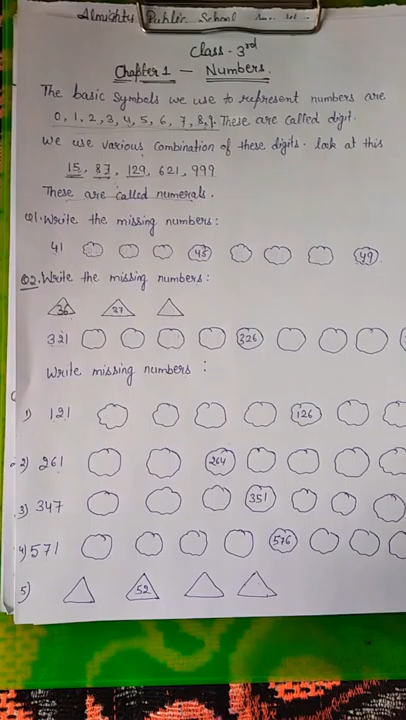 Almighty Public School
Class - 3rd
Chapter 1 - Numbers.
The basic symbols we use to represent numbers are
0, 1, 2, 3, 4, 5, 6, 7, 8, 9. These are called digit.
we use various combination of these digits. look at this
15, 87, 129, 621, 999
These are called numerals.
Q1. Write the missing numbers:
41 45 49
Q2. Write the missing numbers:
36 37
321 326
Write missing numbers :
1) 121 126
2) 261 264
3) 347 351
4) 571 576
5) 52